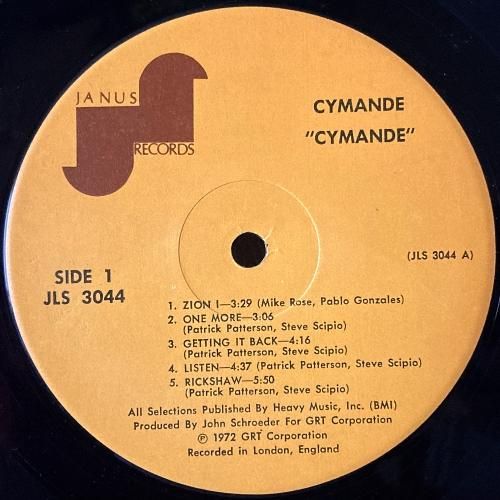 JANUS
RECORDS
CYMANDE
"CYMANDE"
(JLS 3044 A)
SIDE 1
JLS 3044
1. ZION I—3:29 (Mike Rose, Pablo Gonzales)
2. ONE MORE—3:06
(Patrick Patterson, Steve Scipio)
3. GETTING IT BACK—4:16
(Patrick Patterson, Steve Scipio)
4. LISTEN—4:37 (Patrick Patterson, Steve Scipio)
5. RICKSHAW—5:50
(Patrick Patterson, Steve Scipio)
All Selections Published By Heavy Music, Inc. (BMI)
Produced By John Schroeder For GRT Corporation
℗ 1972 GRT Corporation
Recorded in London, England